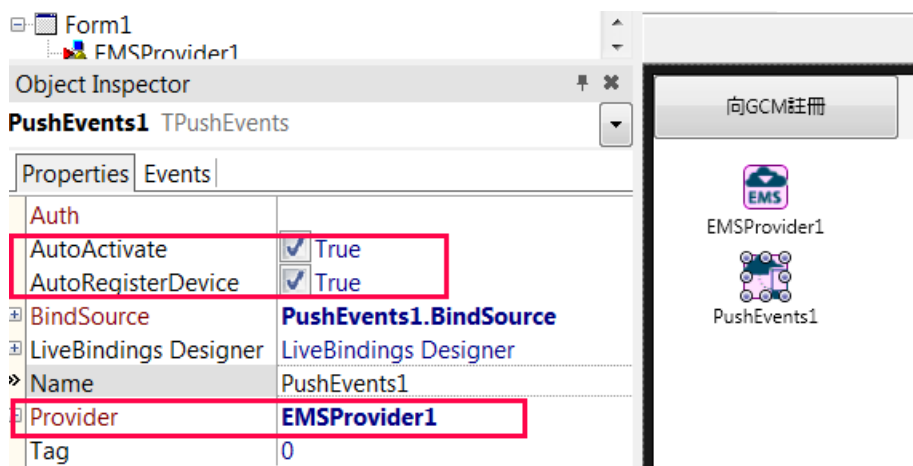 Form1
EMSProvider1
Object Inspector
PushEvents1 TPushEvents
Properties Events
Auth
AutoActivate True
AutoRegisterDevice True
BindSource PushEvents1.BindSource
LiveBindings Designer LiveBindings Designer
Name PushEvents1
Provider EMSProvider1
Tag 0
向GCM註冊
EMS
EMSProvider1
PushEvents1